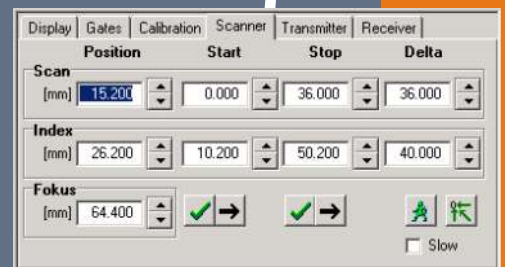 Display Gates Calibration Scanner Transmitter Receiver
Position Start Stop Delta
Scan
[mm] 15.200 0.000 36.000 36.000
Index
[mm] 26.200 10.200 50.200 40.000
Fokus
[mm] 64.400
Slow